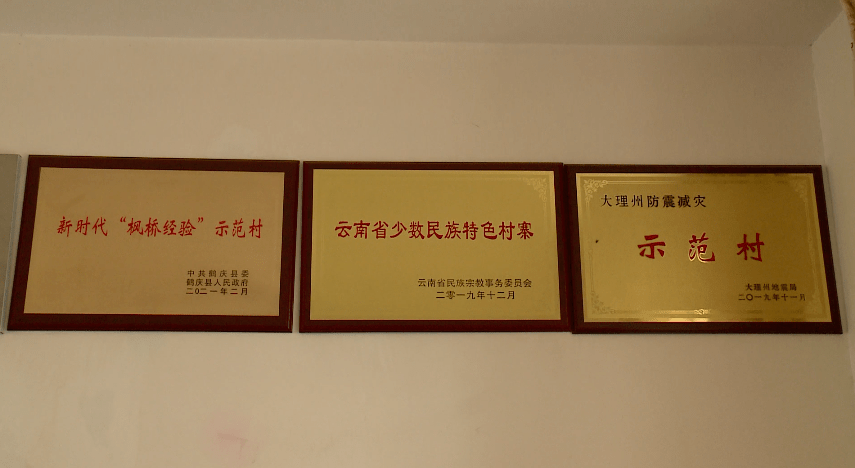 新时代“枫桥经验”示范村
中共鹤庆县委
鹤庆县人民政府
二〇二一年二月
云南省少数民族特色村寨
云南省民族宗教事务委员会
二零一九年十二月
大理州防震减灾
示范村
大理州地震局
二〇一九年十一月